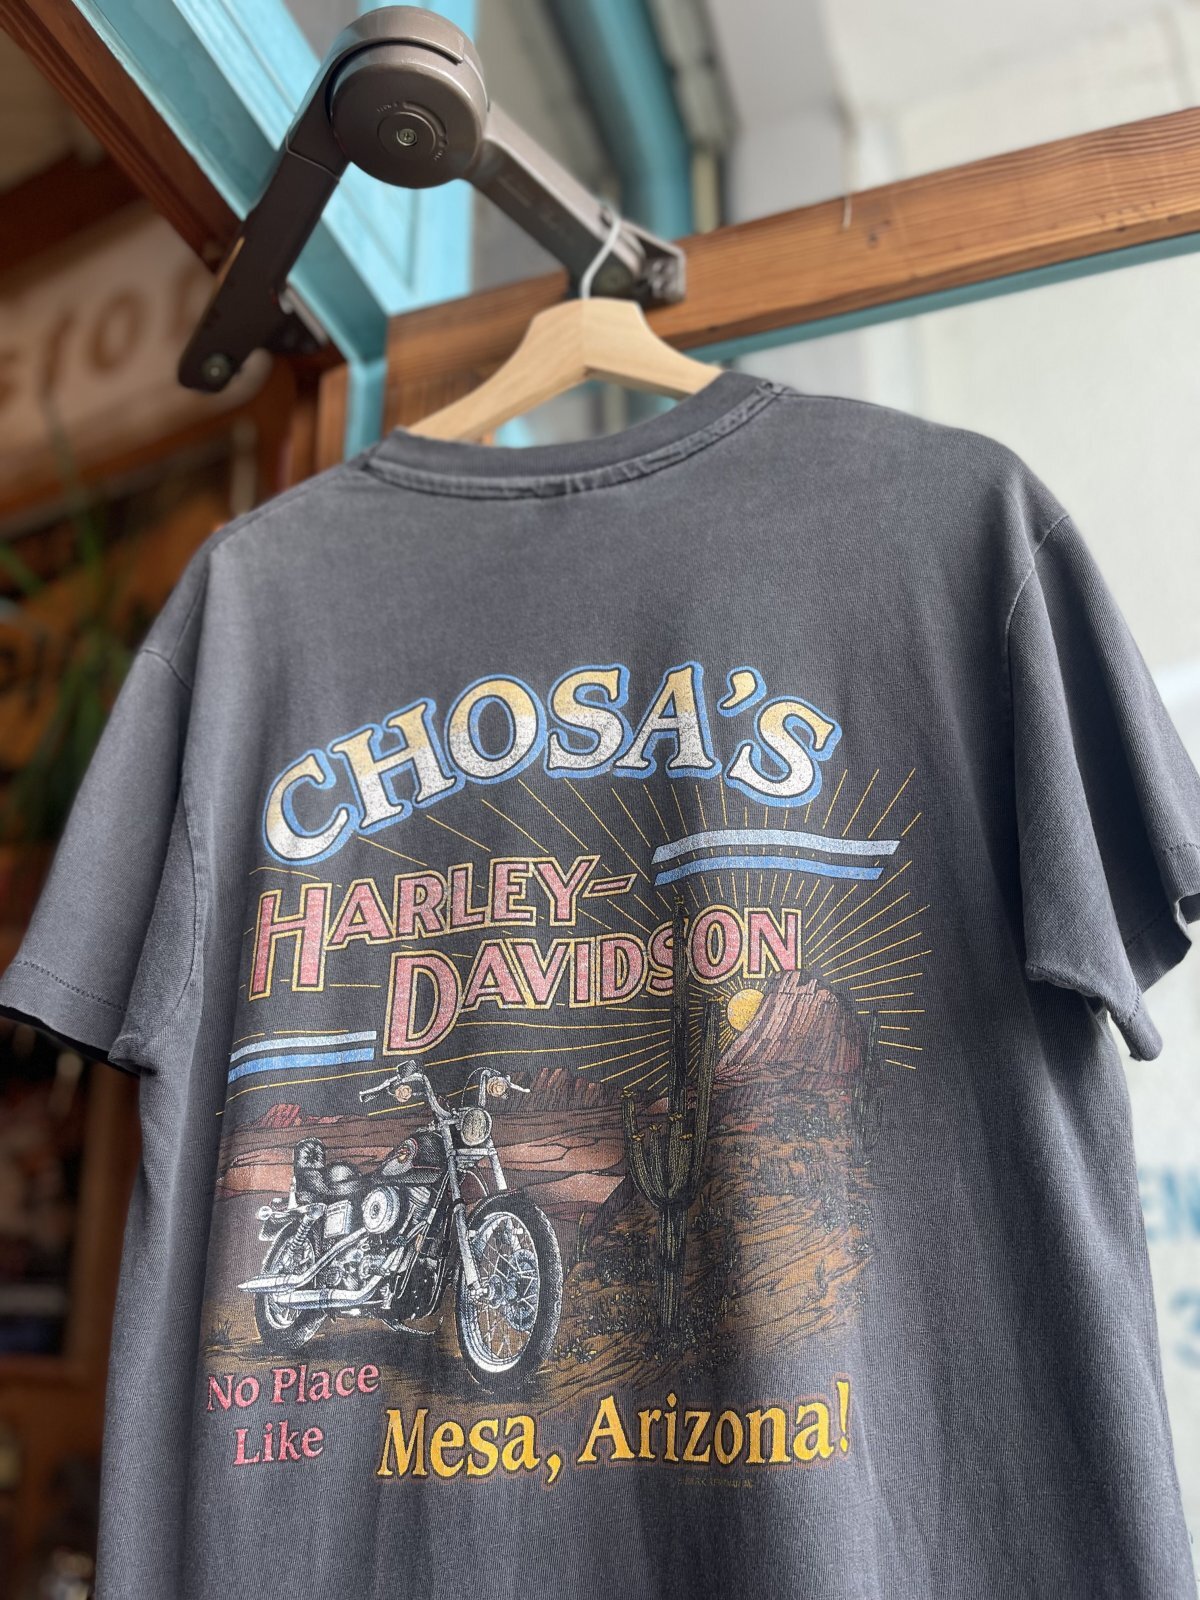 CHOSA'S
HARLEY-
DAVIDSON
No Place
Like
Mesa, Arizona!